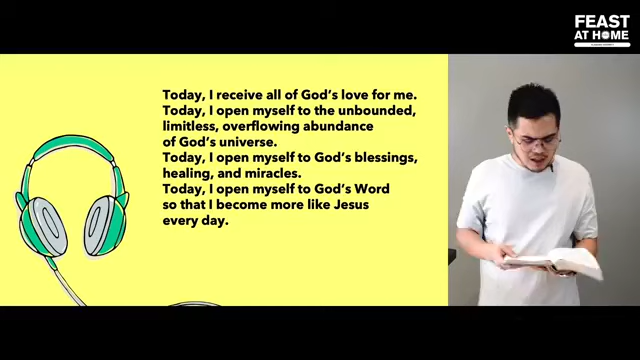 FEAST
AT HOME
Today, I receive all of God's love for me.
Today, I open myself to the unbounded,
limitless, overflowing abundance
of God's universe.
Today, I open myself to God's blessings,
healing, and miracles.
Today, I open myself to God's Word
so that I become more like Jesus
every day.